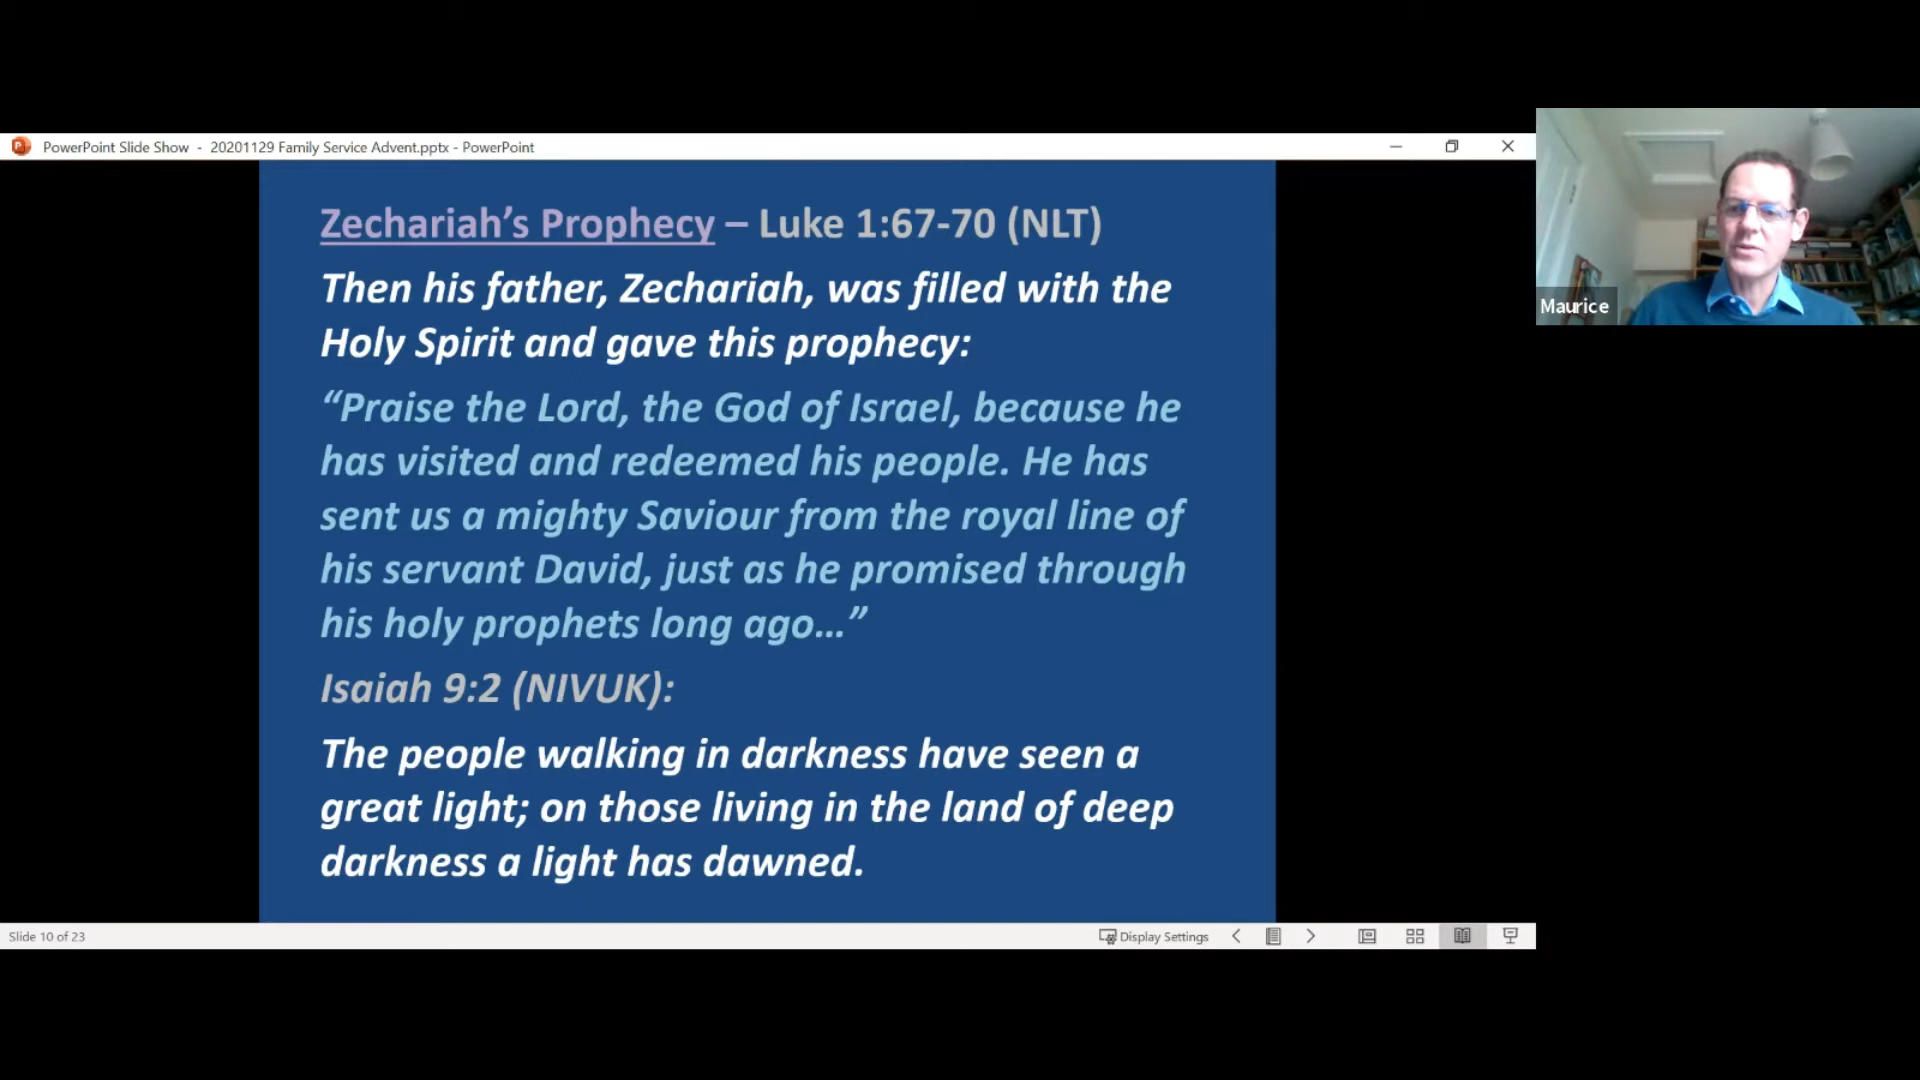 PowerPoint Slide Show - 20201129 Family Service Advent.pptx - PowerPoint
Zechariah’s Prophecy – Luke 1:67-70 (NLT)
Then his father, Zechariah, was filled with the
Holy Spirit and gave this prophecy:
“Praise the Lord, the God of Israel, because he
has visited and redeemed his people. He has
sent us a mighty Saviour from the royal line of
his servant David, just as he promised through
his holy prophets long ago…”
Isaiah 9:2 (NIVUK):
The people walking in darkness have seen a
great light; on those living in the land of deep
darkness a light has dawned.
Maurice
Slide 10 of 23
Display Settings